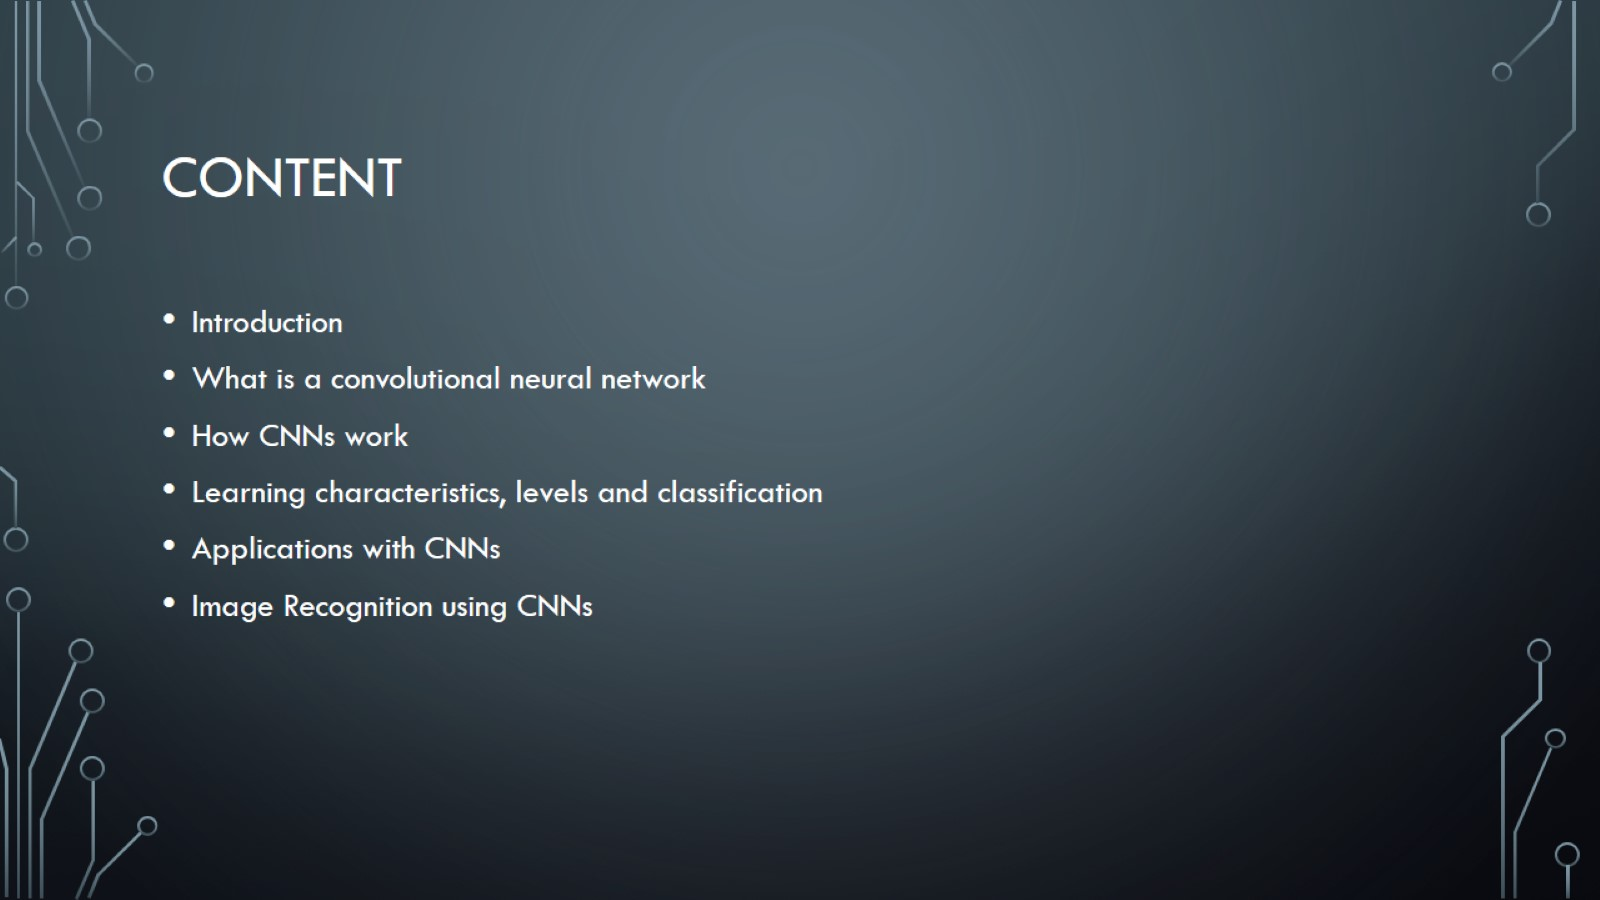 CONTENT
• Introduction
• What is a convolutional neural network
• How CNNs work
• Learning characteristics, levels and classification
• Applications with CNNs
• Image Recognition using CNNs